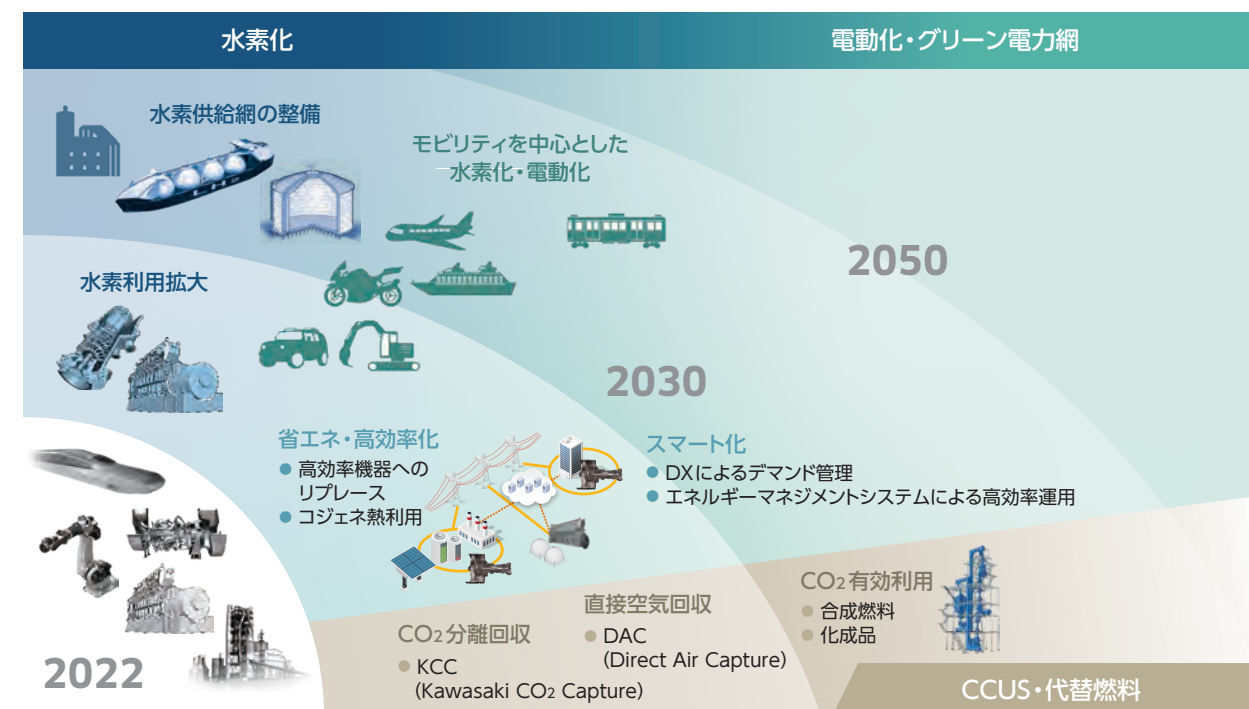 水素化
電動化・グリーン電力網
水素供給網の整備
モビリティを中心とした
水素化・電動化
LH2
2050
水素利用拡大
2030
省エネ・高効率化
● 高効率機器への
リプレース
● コジェネ熱利用
スマート化
● DXによるデマンド管理
● エネルギーマネジメントシステムによる高効率運用
CO2有効利用
● 合成燃料
● 化成品
直接空気回収
● DAC
(Direct Air Capture)
CO2分離回収
● KCC
(Kawasaki CO2 Capture)
2022
CCUS・代替燃料